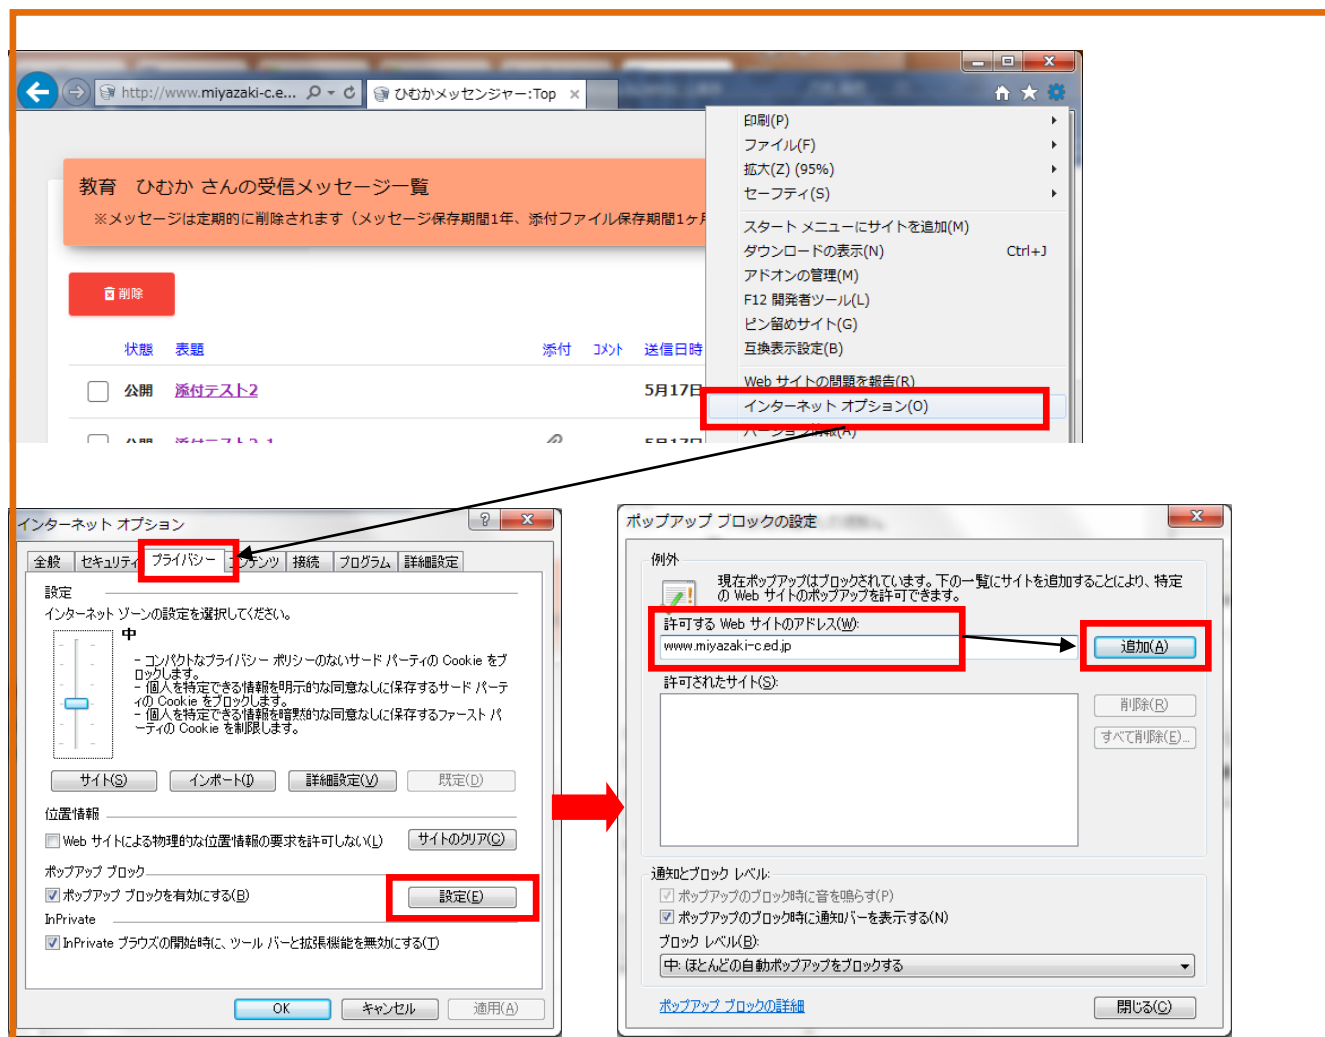 http://www.miyazaki-c.e...
ひむかメッセンジャー:Top
印刷(P)
ファイル(F)
拡大(Z) (95%)
セーフティ(S)
スタート メニューにサイトを追加(M)
ダウンロードの表示(N) Ctrl+J
アドオンの管理(M)
F12 開発者ツール(L)
ピン留めサイト(G)
互換表示設定(B)
Web サイトの問題を報告(R)
インターネット オプション(O)
バージョン情報(A)
教育　ひむか さんの受信メッセージ一覧
※メッセージは定期的に削除されます（メッセージ保存期間1年、添付ファイル保存期間1ヶ月
削除
状態 表題 添付 コメント 送信日時
公開 添付テスト2 5月17日
公開 添付テスト2-1 5月17日
インターネット オプション
全般 セキュリティ プライバシー コンテンツ 接続 プログラム 詳細設定
設定
インターネット ゾーンの設定を選択してください。
中
- コンパクトなプライバシー ポリシーのないサード パーティの Cookie をブ
ロックします。
- 個人を特定できる情報を明示的な同意なしに保存するサード パーテ
ィの Cookie をブロックします。
- 個人を特定できる情報を暗黙的な同意なしに保存するファースト パ
ーティの Cookie を制限します。
サイト(S) インポート(I) 詳細設定(V) 既定(D)
位置情報
Web サイトによる物理的な位置情報の要求を許可しない(L) サイトのクリア(C)
ポップアップ ブロック
ポップアップ ブロックを有効にする(B) 設定(E)
InPrivate
InPrivate ブラウズの開始時に、ツール バーと拡張機能を無効にする(T)
OK キャンセル 適用(A)
ポップアップ ブロックの設定
例外
現在ポップアップはブロックされています。下の一覧にサイトを追加することにより、特定
の Web サイトのポップアップを許可できます。
許可する Web サイトのアドレス(W):
www.miyazaki-c.ed.jp 追加(A)
許可されたサイト(S):
削除(R)
すべて削除(E)...
通知とブロック レベル:
ポップアップのブロック時に音を鳴らす(P)
ポップアップのブロック時に通知バーを表示する(N)
ブロック レベル(B):
中: ほとんどの自動ポップアップをブロックする
ポップアップ ブロックの詳細 閉じる(C)